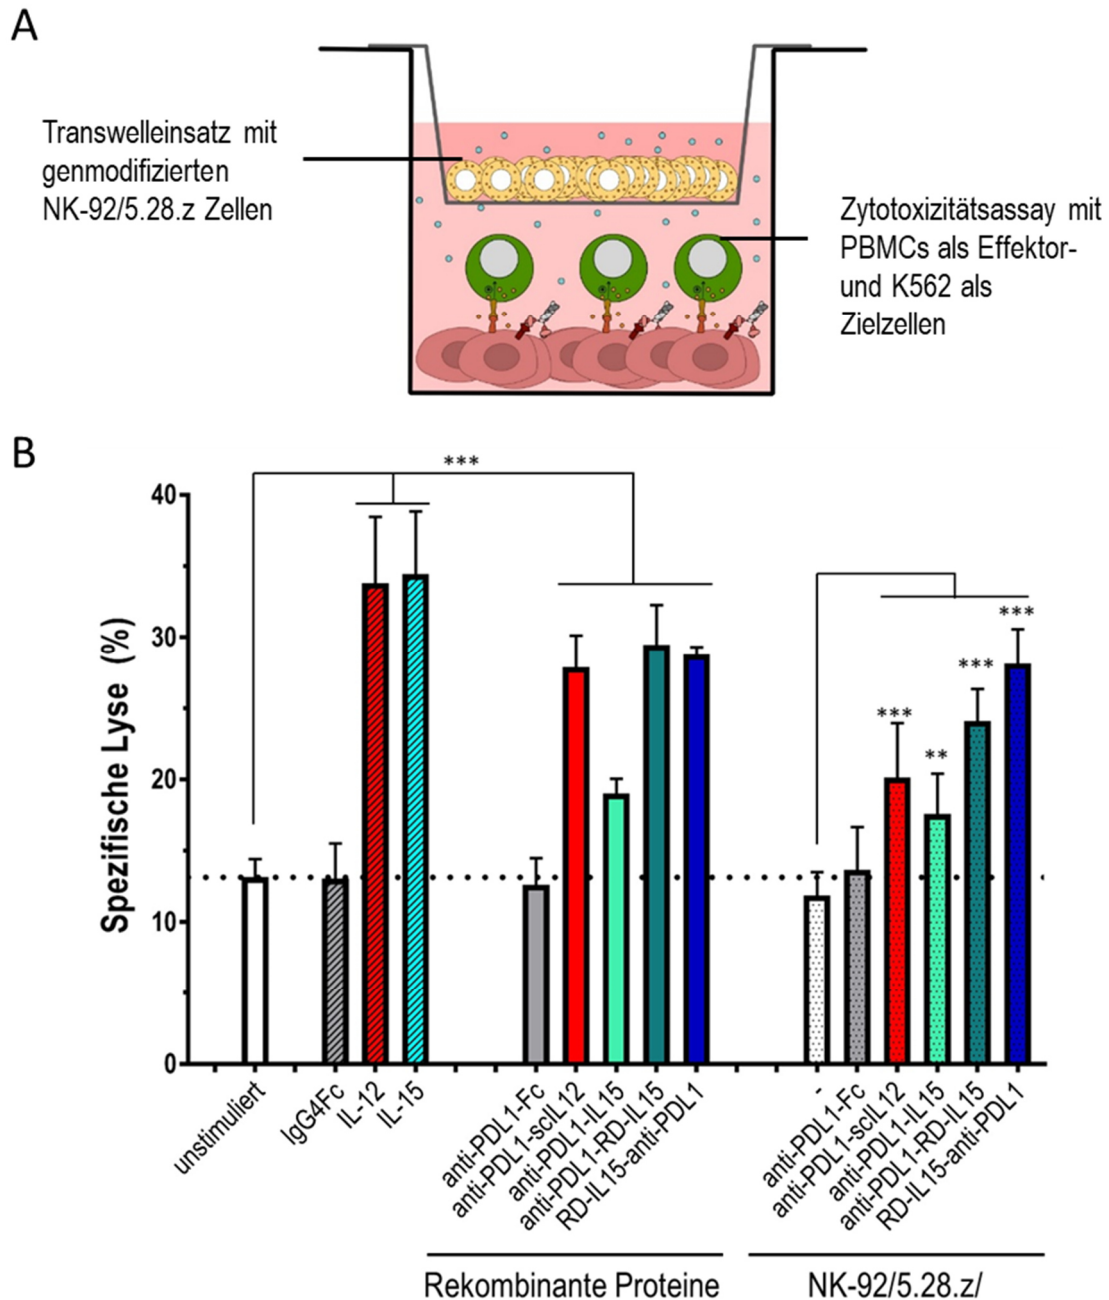 A
Transwelleinsatz mit
genmodifizierten
NK-92/5.28.z Zellen
Zytotoxizitätsassay mit
PBMCs als Effektor-
und K562 als
Zielzellen
B
***
40
30
20
10
0
Spezifische Lyse (%)
***
**
***
***
unstimuliert
IgG4Fc
IL-12
IL-15
anti-PDL1-Fc
anti-PDL1-scIL12
anti-PDL1-IL15
anti-PDL1-RD-IL15
RD-IL15-anti-PDL1
-
anti-PDL1-Fc
anti-PDL1-scIL12
anti-PDL1-IL15
anti-PDL1-RD-IL15
RD-IL15-anti-PDL1
Rekombinante Proteine
NK-92/5.28.z/